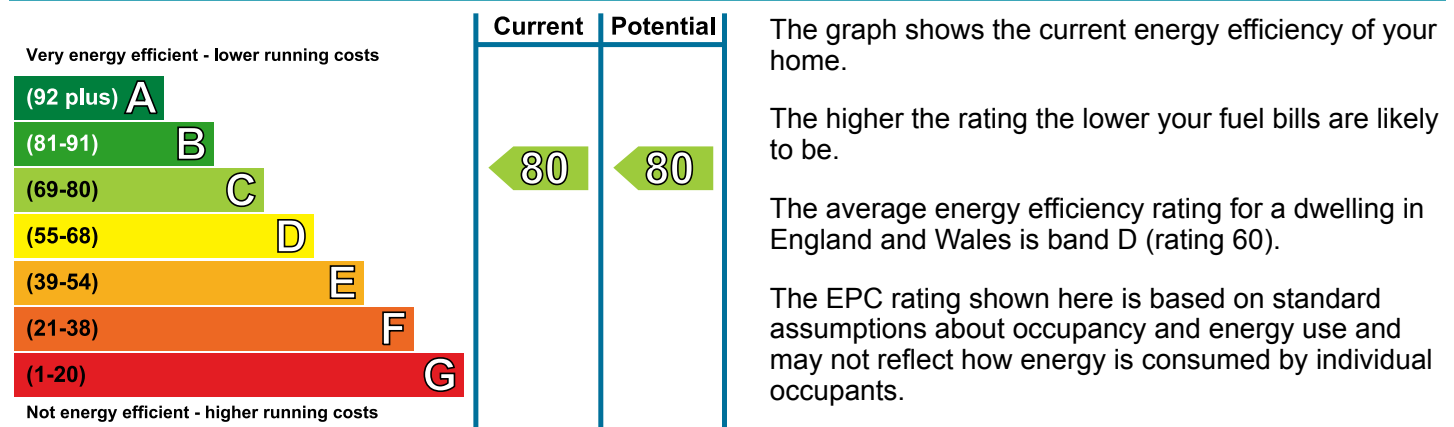 Current Potential
Very energy efficient - lower running costs
(92 plus) A
(81-91) B
(69-80) C
(55-68) D
(39-54) E
(21-38) F
(1-20) G
Not energy efficient - higher running costs
80 80
The graph shows the current energy efficiency of your
home.
The higher the rating the lower your fuel bills are likely
to be.
The average energy efficiency rating for a dwelling in
England and Wales is band D (rating 60).
The EPC rating shown here is based on standard
assumptions about occupancy and energy use and
may not reflect how energy is consumed by individual
occupants.